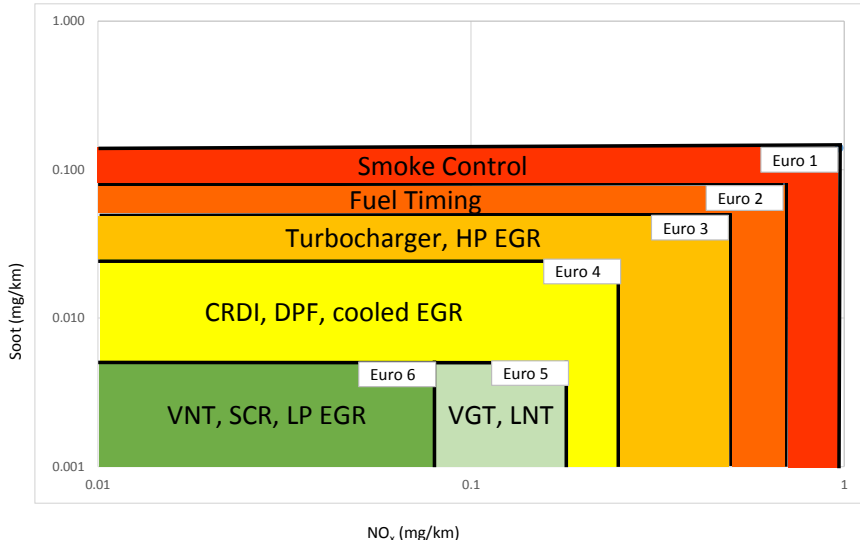 1.000
Soot (mg/km)
0.100
0.010
0.001
Smoke Control
Euro 1
Fuel Timing
Euro 2
Turbocharger, HP EGR
Euro 3
CRDI, DPF, cooled EGR
Euro 4
VNT, SCR, LP EGR
Euro 6
VGT, LNT
Euro 5
0.01
0.1
1
NOx (mg/km)